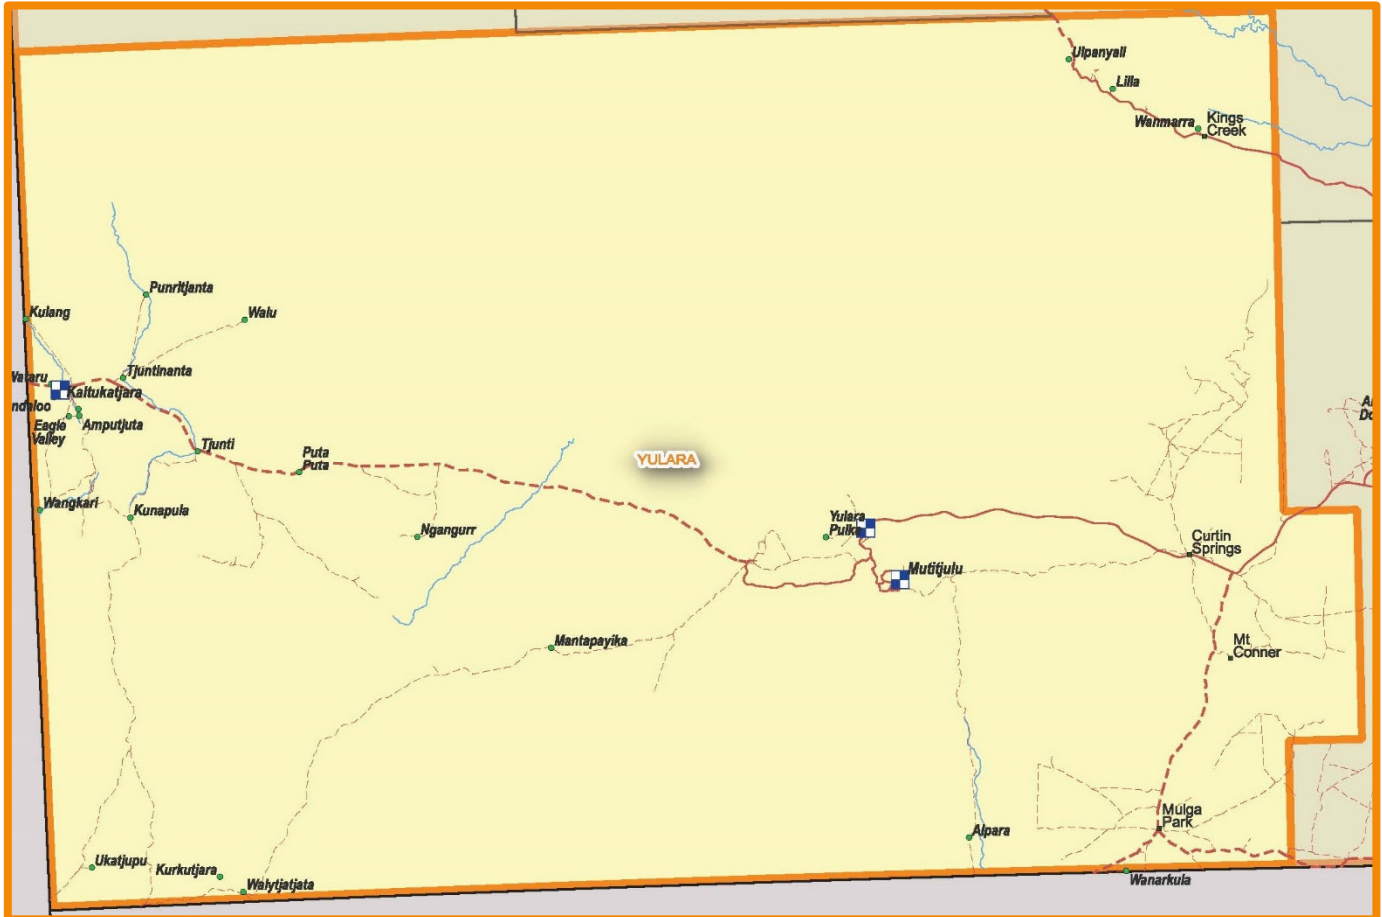 Ulpanyali
Lilla
Wanmarra
Kings
Creek
Punritjanta
Kulang
Walu
Tjuntinanta
Kaltukatjara
Eagle
Valley
Amputjuta
Tjunti
Puta
Puta
YULARA
Wangkari
Kunapula
Ngangurr
Yulara
Pulka
Curtin
Springs
Mutitjulu
Mantapayika
Mt
Conner
Mulga
Park
Alpara
Ukatjupu
Kurkutjara
Walytjatjata
Wanarkula